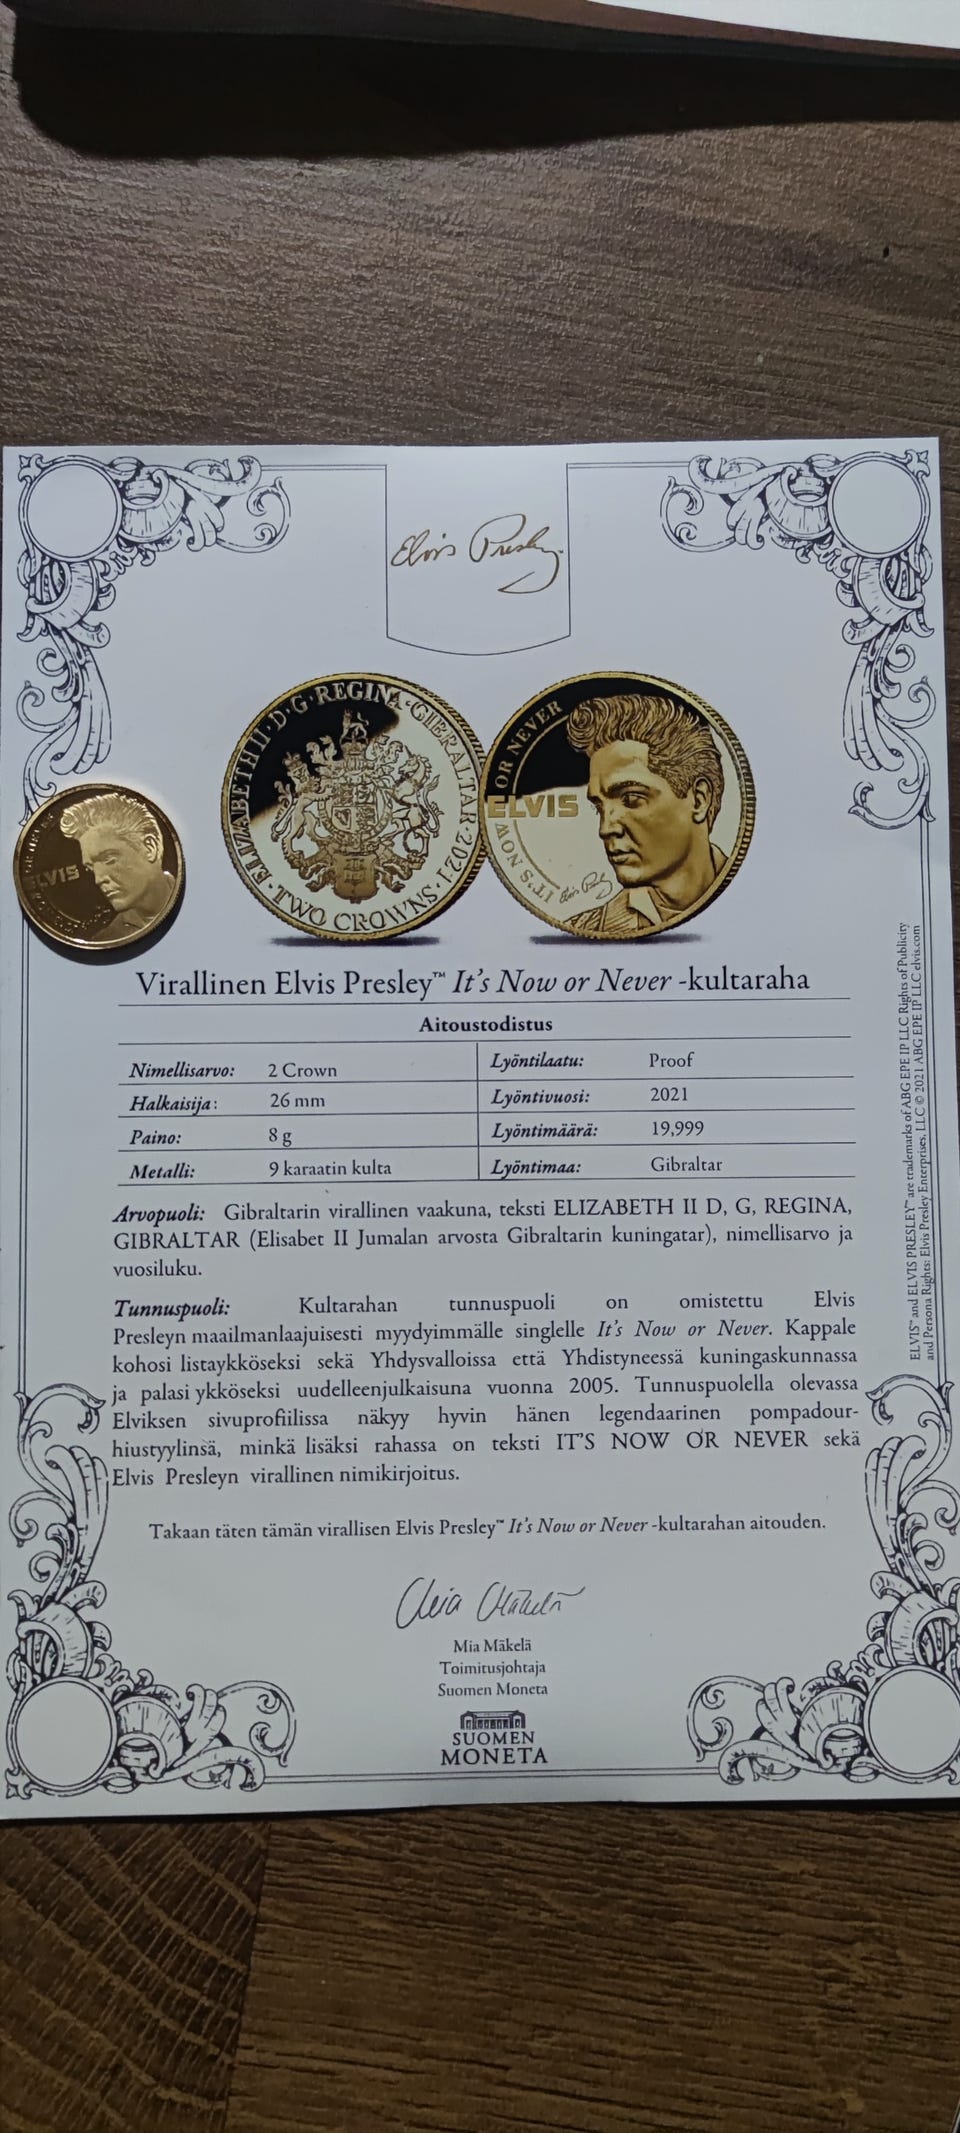 Elvis Presley
ELIZABETH II · D · G · REGINA · GIBRALTAR · 2021
TWO CROWNS
IT'S NOW OR NEVER
ELVIS
Elvis Presley
ELVIS
Virallinen Elvis Presley™ It's Now or Never -kultaraha
Aitoustodistus
Nimellisarvo: 2 Crown
Halkaisija: 26 mm
Paino: 8 g
Metalli: 9 karaatin kulta
Lyöntilaatu: Proof
Lyöntivuosi: 2021
Lyöntimäärä: 19,999
Lyöntimaa: Gibraltar
Arvopuoli: Gibraltarin virallinen vaakuna, teksti ELIZABETH II D, G, REGINA,
GIBRALTAR (Elisabet II Jumalan arvosta Gibraltarin kuningatar), nimellisarvo ja
vuosiluku.
Tunnuspuoli: Kultarahan tunnuspuoli on omistettu Elvis
Presleyn maailmanlaajuisesti myydyimmälle singlelle It's Now or Never. Kappale
kohosi listaykköseksi sekä Yhdysvalloissa että Yhdistyneessä kuningaskunnassa
ja palasi ykköseksi uudelleenjulkaisuna vuonna 2005. Tunnuspuolella olevassa
Elviksen sivuprofiilissa näkyy hyvin hänen legendaarinen pompadour-
hiustyylinsä, minkä lisäksi rahassa on teksti IT'S NOW OR NEVER sekä
Elvis Presleyn virallinen nimikirjoitus.
Takaan täten tämän virallisen Elvis Presley™ It's Now or Never -kultarahan aitouden.
Mia Mäkelä
Toimitusjohtaja
Suomen Moneta
SUOMEN
MONETA
ELVIS™ and ELVIS PRESLEY™ are trademarks of ABG EPE IP LLC Rights of Publicity
and Persona Rights: Elvis Presley Enterprises, LLC © 2021 ABG EPE IP LLC elvis.com